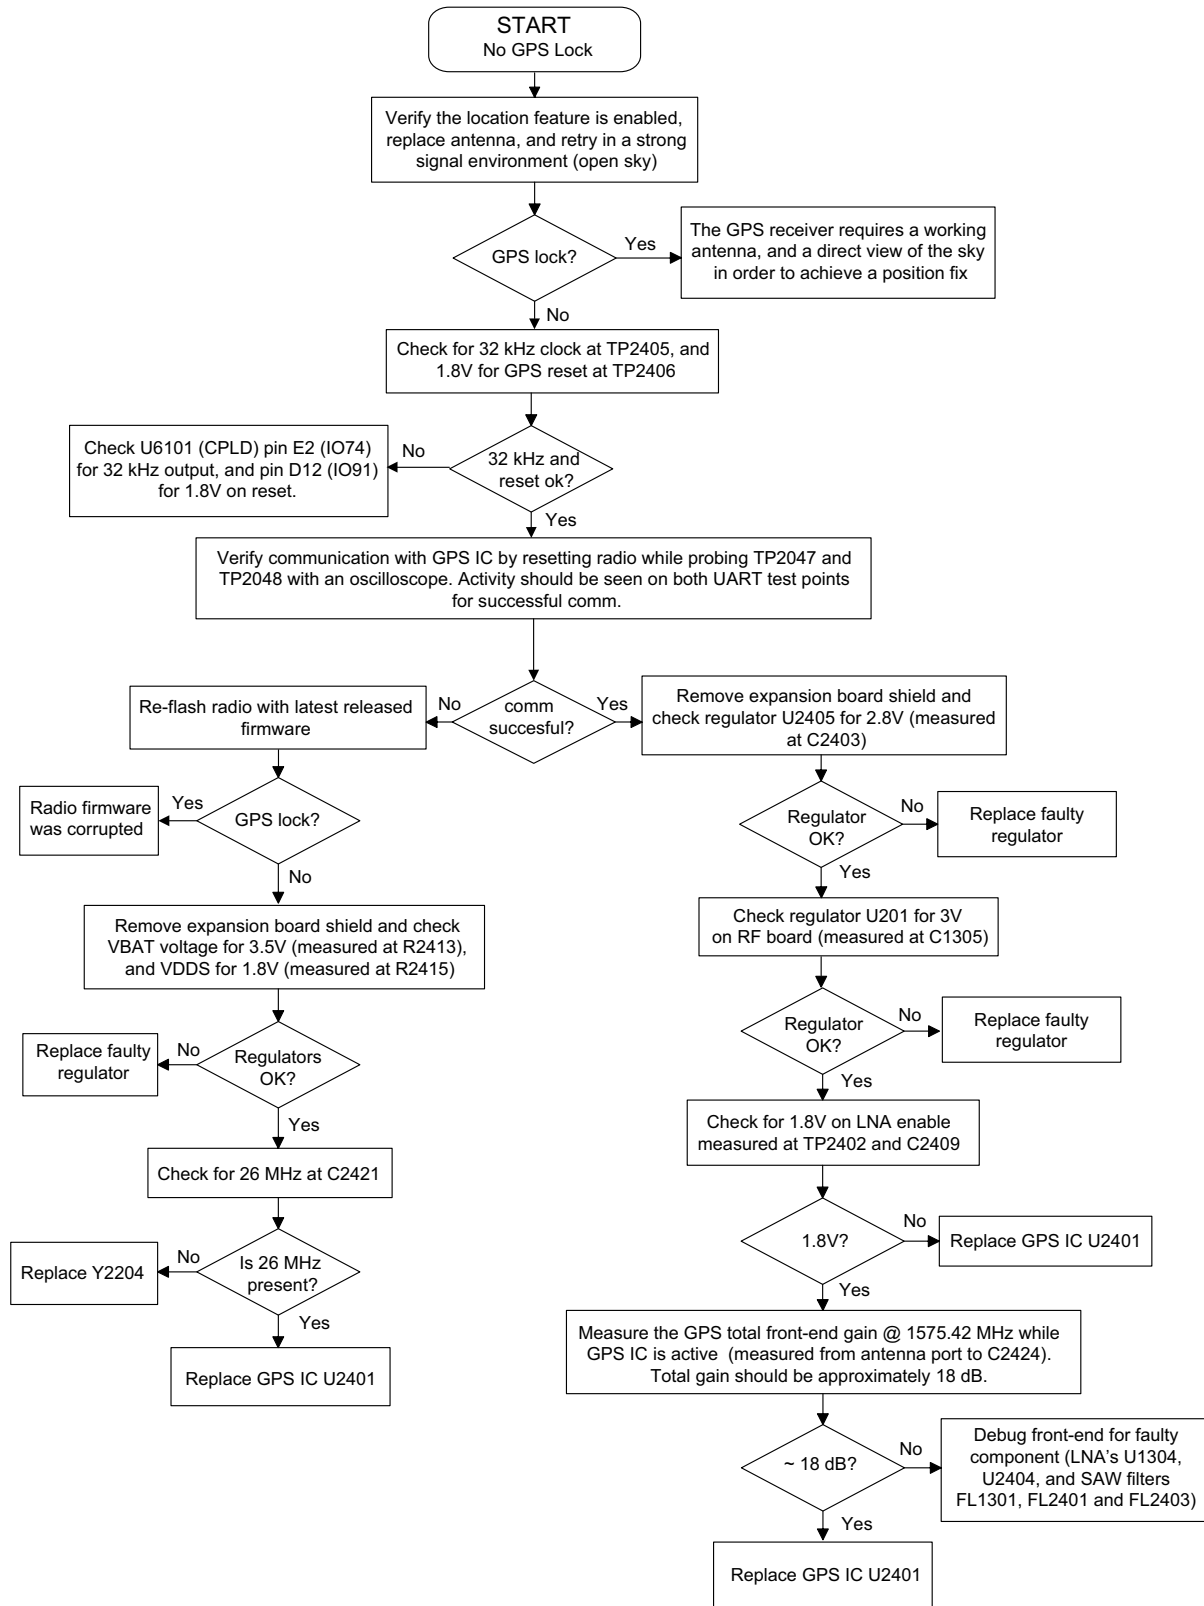 START
No GPS Lock
Verify the location feature is enabled,
replace antenna, and retry in a strong
signal environment (open sky)
GPS lock?
Yes
The GPS receiver requires a working
antenna, and a direct view of the sky
in order to achieve a position fix
No
Check for 32 kHz clock at TP2405, and
1.8V for GPS reset at TP2406
32 kHz and
reset ok?
No
Check U6101 (CPLD) pin E2 (IO74)
for 32 kHz output, and pin D12 (IO91)
for 1.8V on reset.
Yes
Verify communication with GPS IC by resetting radio while probing TP2047 and
TP2048 with an oscilloscope. Activity should be seen on both UART test points
for successful comm.
comm
succesful?
No
Re-flash radio with latest released
firmware
GPS lock?
Yes
Radio firmware
was corrupted
No
Remove expansion board shield and check
VBAT voltage for 3.5V (measured at R2413),
and VDDS for 1.8V (measured at R2415)
Regulators
OK?
No
Replace faulty
regulator
Yes
Check for 26 MHz at C2421
Is 26 MHz
present?
No
Replace Y2204
Yes
Replace GPS IC U2401
Yes
Remove expansion board shield and
check regulator U2405 for 2.8V (measured
at C2403)
Regulator
OK?
No
Replace faulty
regulator
Yes
Check regulator U201 for 3V
on RF board (measured at C1305)
Regulator
OK?
No
Replace faulty
regulator
Yes
Check for 1.8V on LNA enable
measured at TP2402 and C2409
1.8V?
No
Replace GPS IC U2401
Yes
Measure the GPS total front-end gain @ 1575.42 MHz while
GPS IC is active (measured from antenna port to C2424).
Total gain should be approximately 18 dB.
~ 18 dB?
No
Debug front-end for faulty
component (LNA's U1304,
U2404, and SAW filters
FL1301, FL2401 and FL2403)
Yes
Replace GPS IC U2401